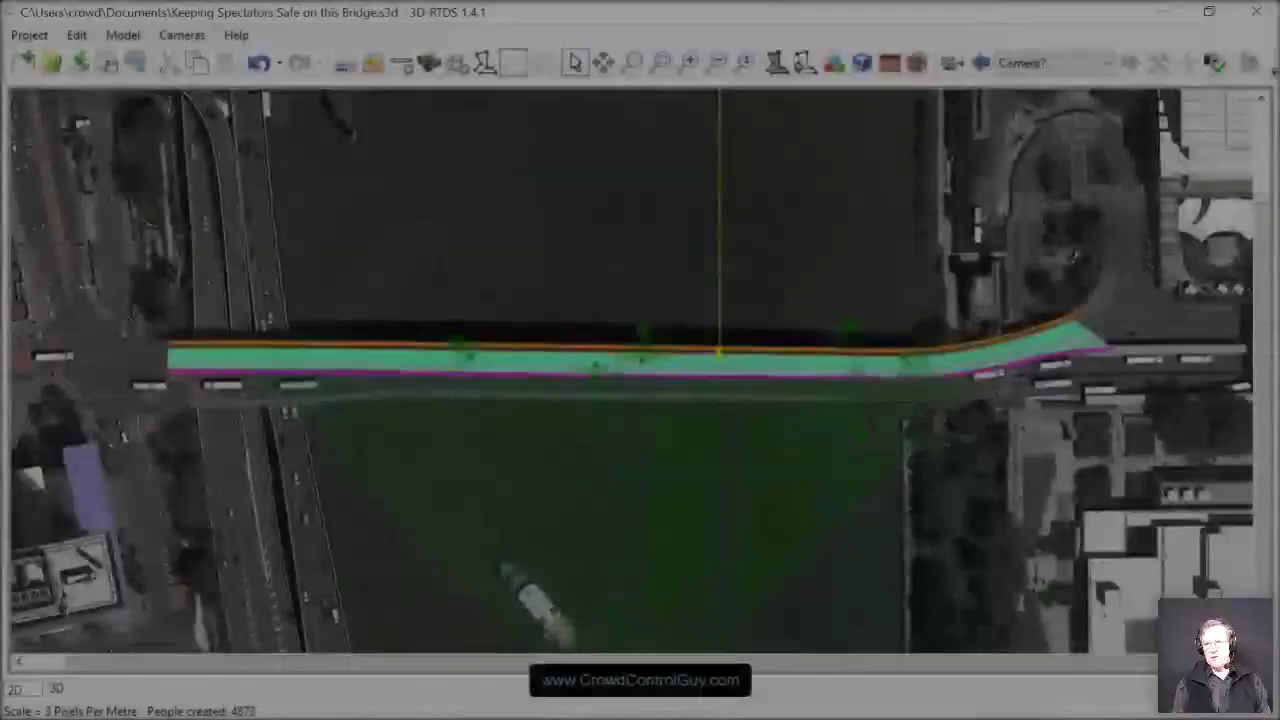 C:\Users\crowd\Documents\Keeping Spectators Safe on this Bridge.s3d 3D-RTDS 1.4.1
Project Edit Model Cameras Help
Camera?
www.CrowdControlGuy.com
2D 3D
Scale = 3 Pixels Per Metre People created: 4873